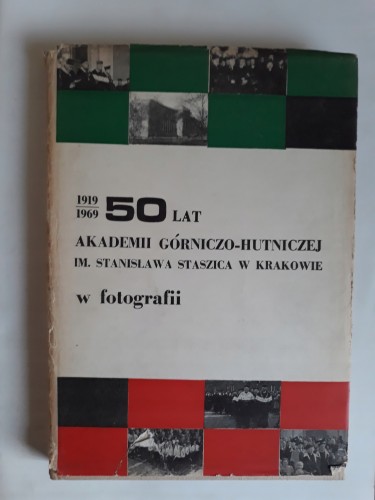 1919
1969
50 LAT
AKADEMII GÓRNICZO-HUTNICZEJ
IM. STANISŁAWA STASZICA W KRAKOWIE
w fotografii